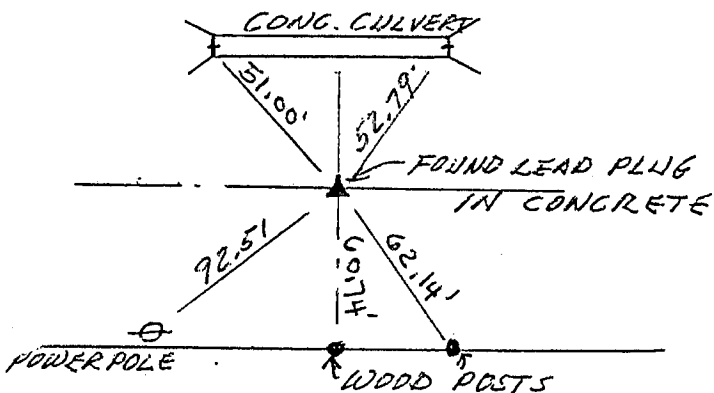 CONC. CULVERT
51.00'
52.79'
FOUND LEAD PLUG
IN CONCRETE
92.51
60.74'
62.14'
POWER POLE
WOOD POSTS